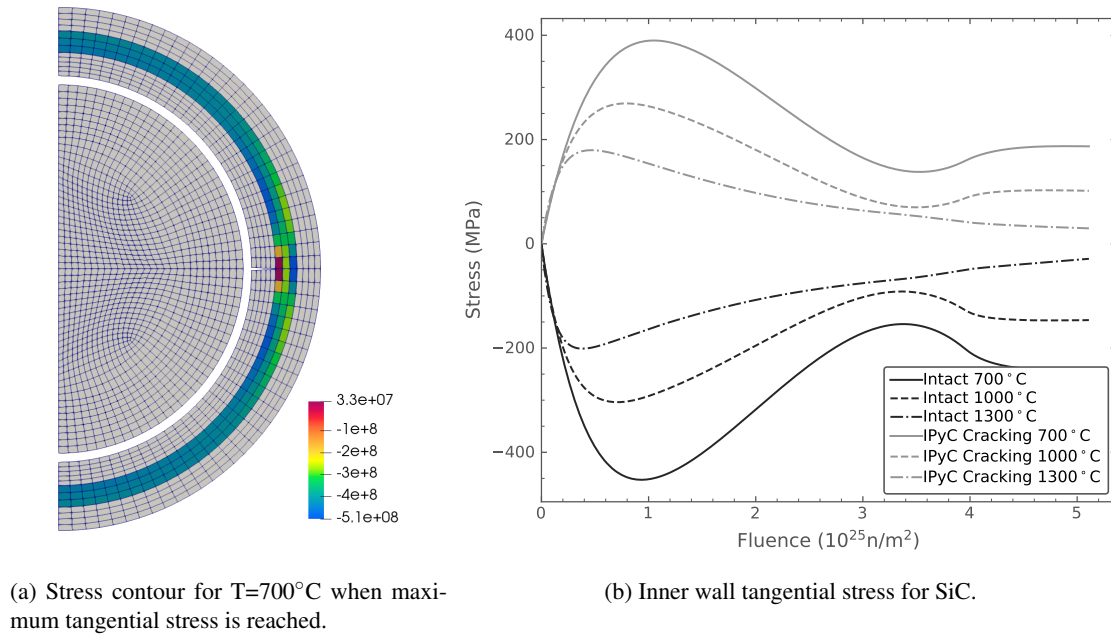 3.3e+07
-1e+8
-2e+8
-3e+8
-4e+8
-5.1e+08
400
200
0
−200
−400
Stress (MPa)
0
1
2
3
4
5
Fluence (10²⁵n/m²)
Intact 700°C
Intact 1000°C
Intact 1300°C
IPyC Cracking 700°C
IPyC Cracking 1000°C
IPyC Cracking 1300°C
(a) Stress contour for T=700°C when maxi-
mum tangential stress is reached.
(b) Inner wall tangential stress for SiC.